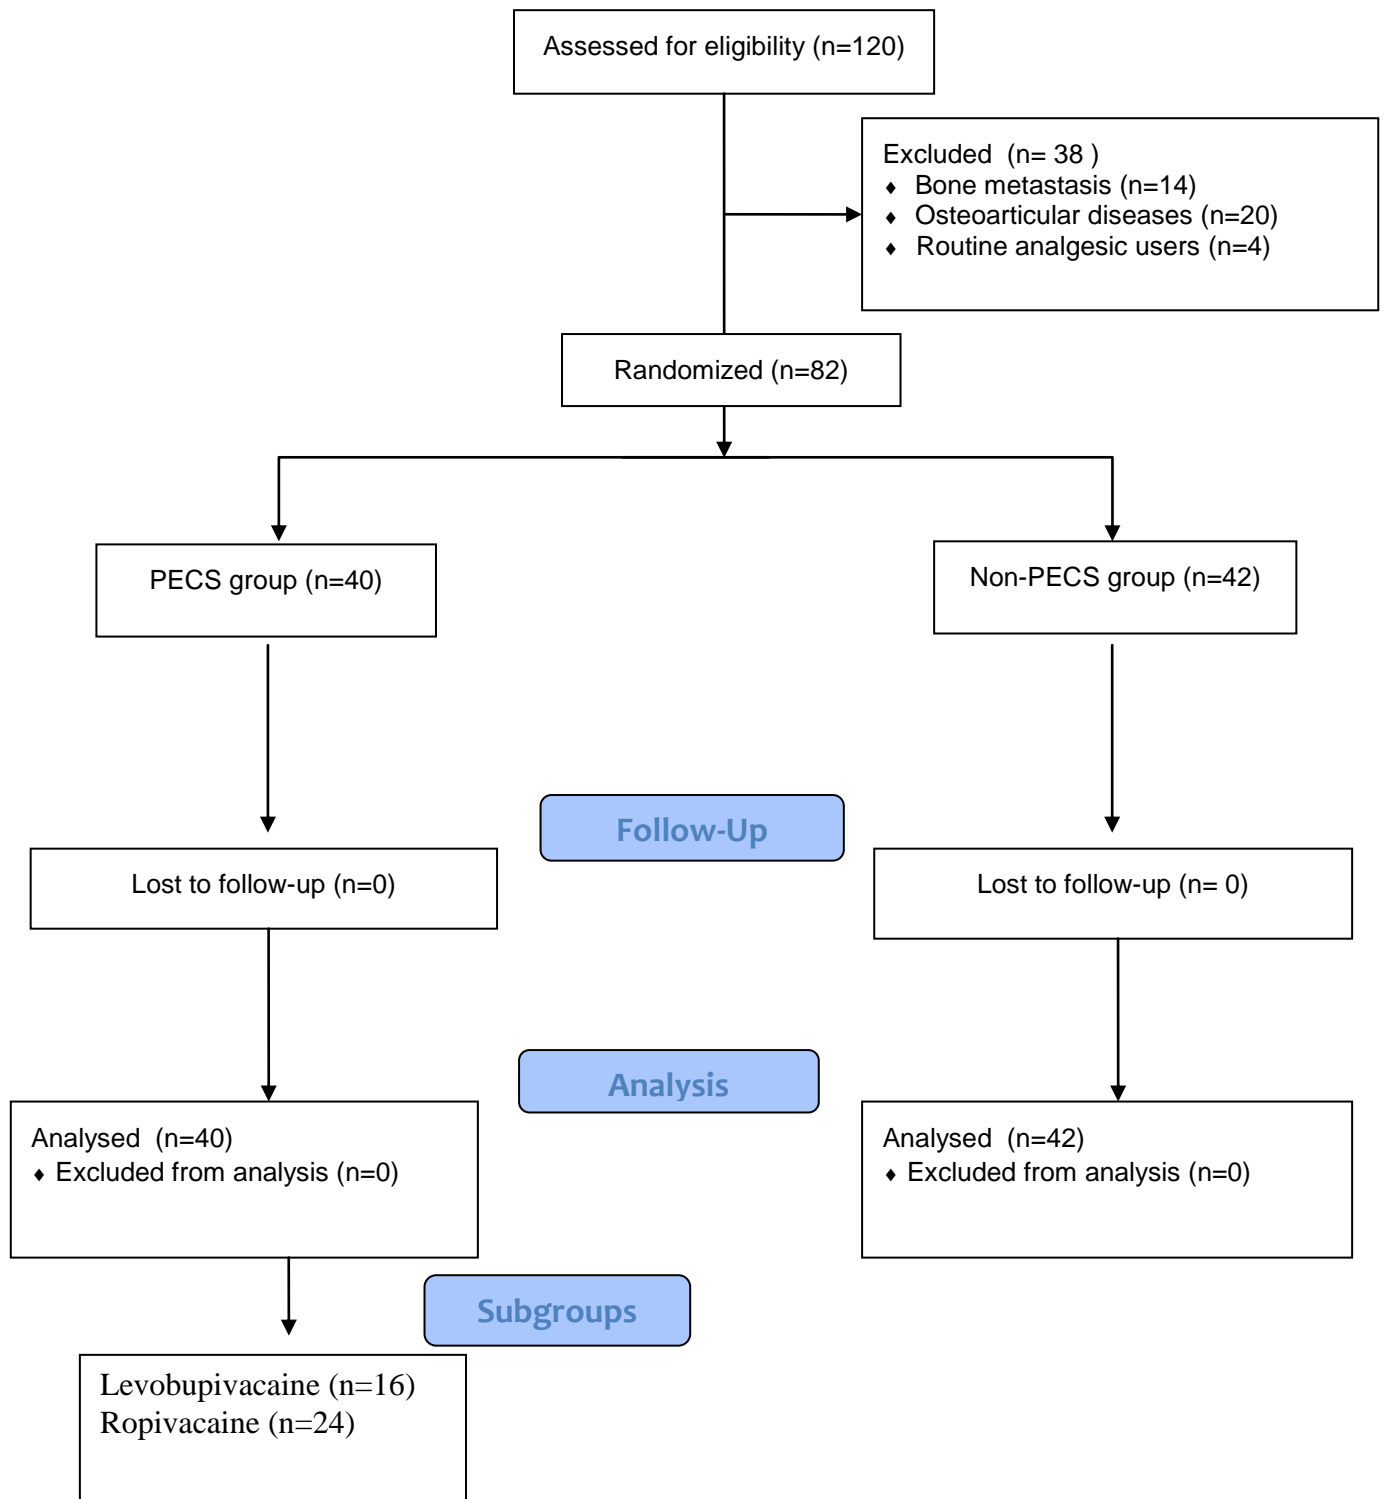 Assessed for eligibility (n=120)
Excluded  (n= 38 )
♦ Bone metastasis (n=14)
♦ Osteoarticular diseases (n=20)
♦ Routine analgesic users (n=4)
Randomized (n=82)
PECS group (n=40)
Non-PECS group (n=42)
Follow-Up
Lost to follow-up (n=0)
Lost to follow-up (n= 0)
Analysis
Analysed  (n=40)
♦ Excluded from analysis (n=0)
Analysed  (n=42)
♦ Excluded from analysis (n=0)
Subgroups
Levobupivacaine (n=16)
Ropivacaine (n=24)